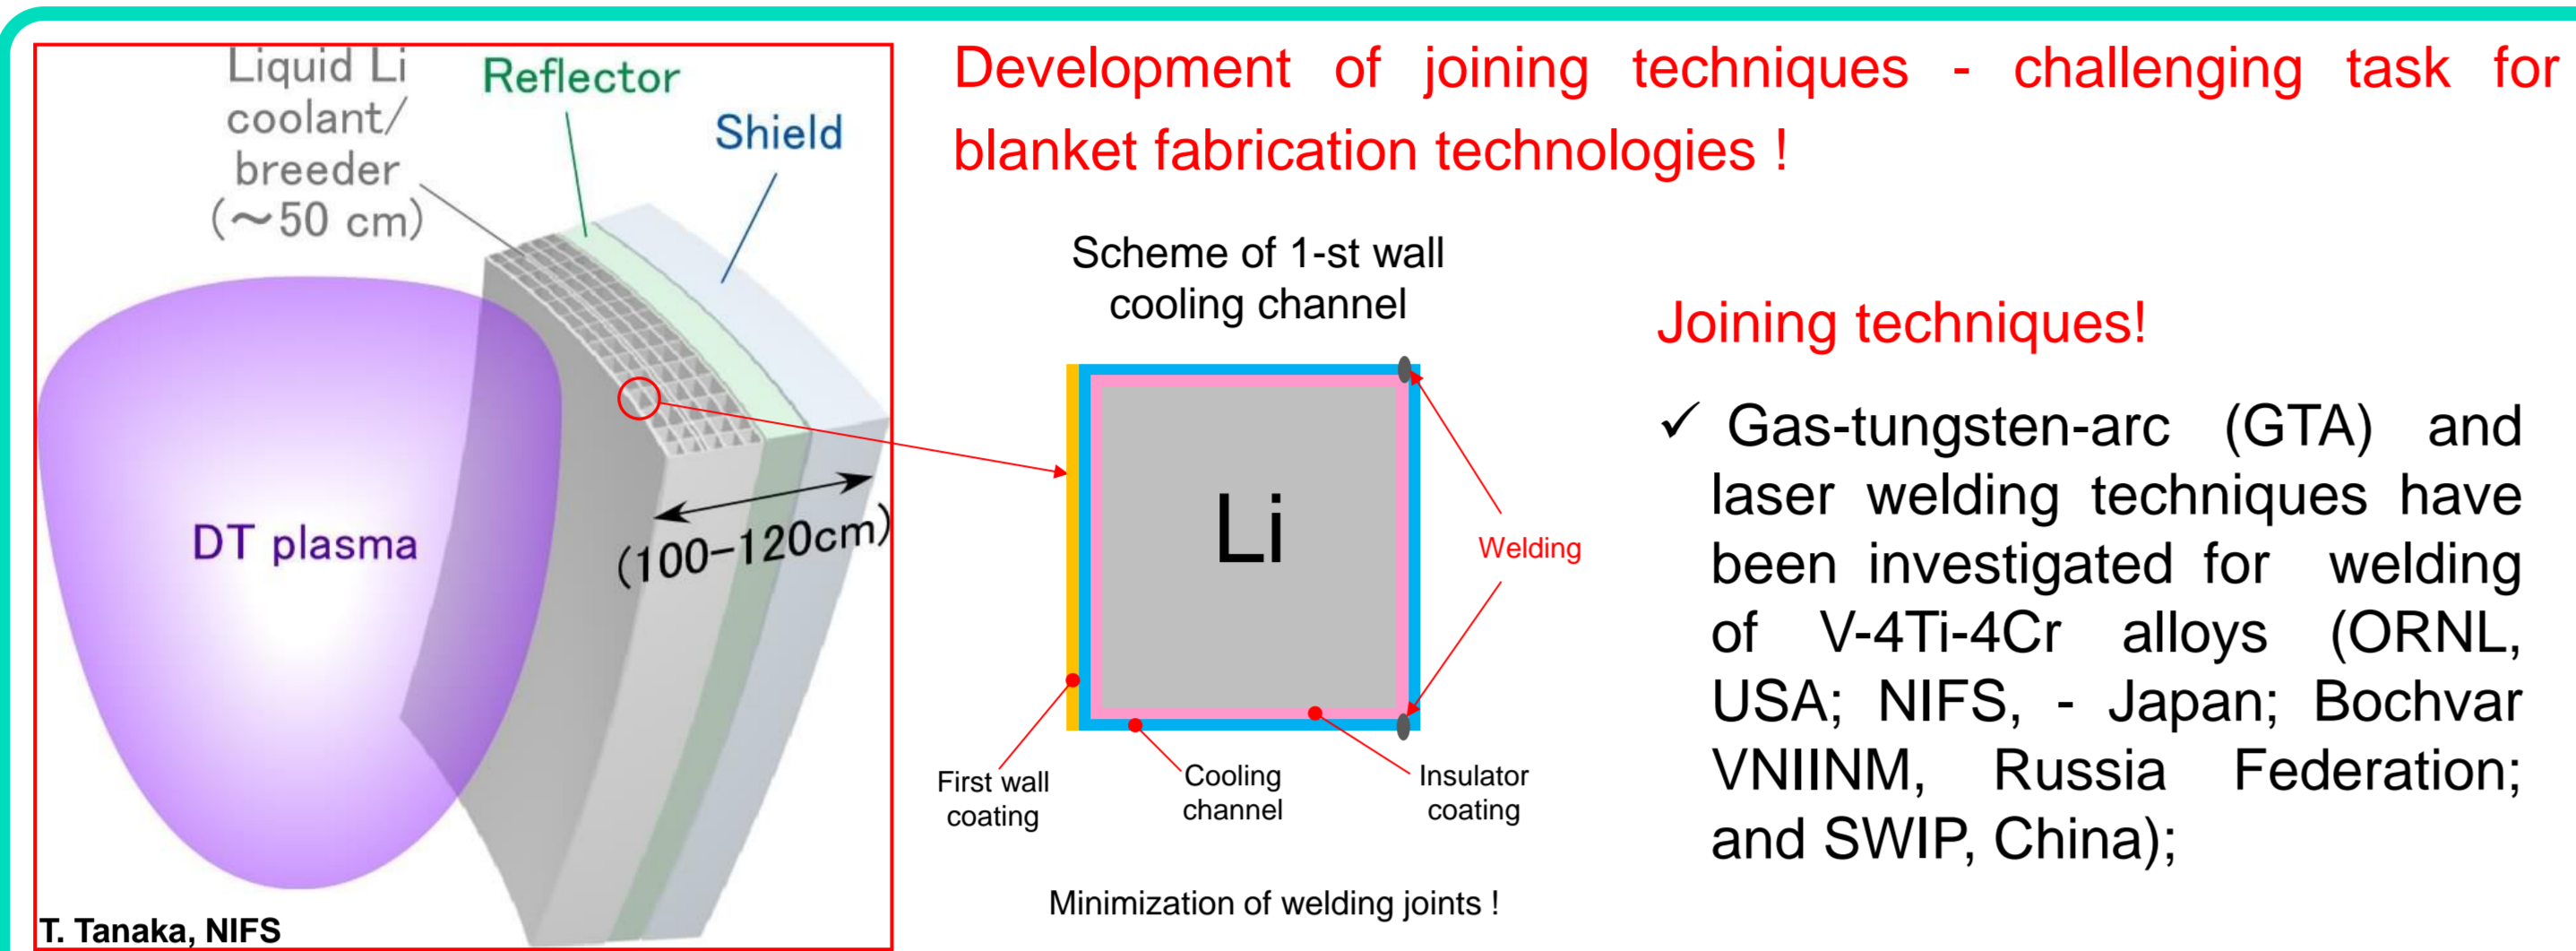 Liquid Li
coolant/
breeder
(～50 cm)
Reflector
Shield
DT plasma
(100-120cm)
T. Tanaka, NIFS
Development of joining techniques - challenging task for
blanket fabrication technologies !
Scheme of 1-st wall
cooling channel
Li
Welding
First wall
coating
Cooling
channel
Insulator
coating
Minimization of welding joints !
Joining techniques!
✓ Gas-tungsten-arc (GTA) and
laser welding techniques have
been investigated for welding
of V-4Ti-4Cr alloys (ORNL,
USA; NIFS, - Japan; Bochvar
VNIINM, Russia Federation;
and SWIP, China);